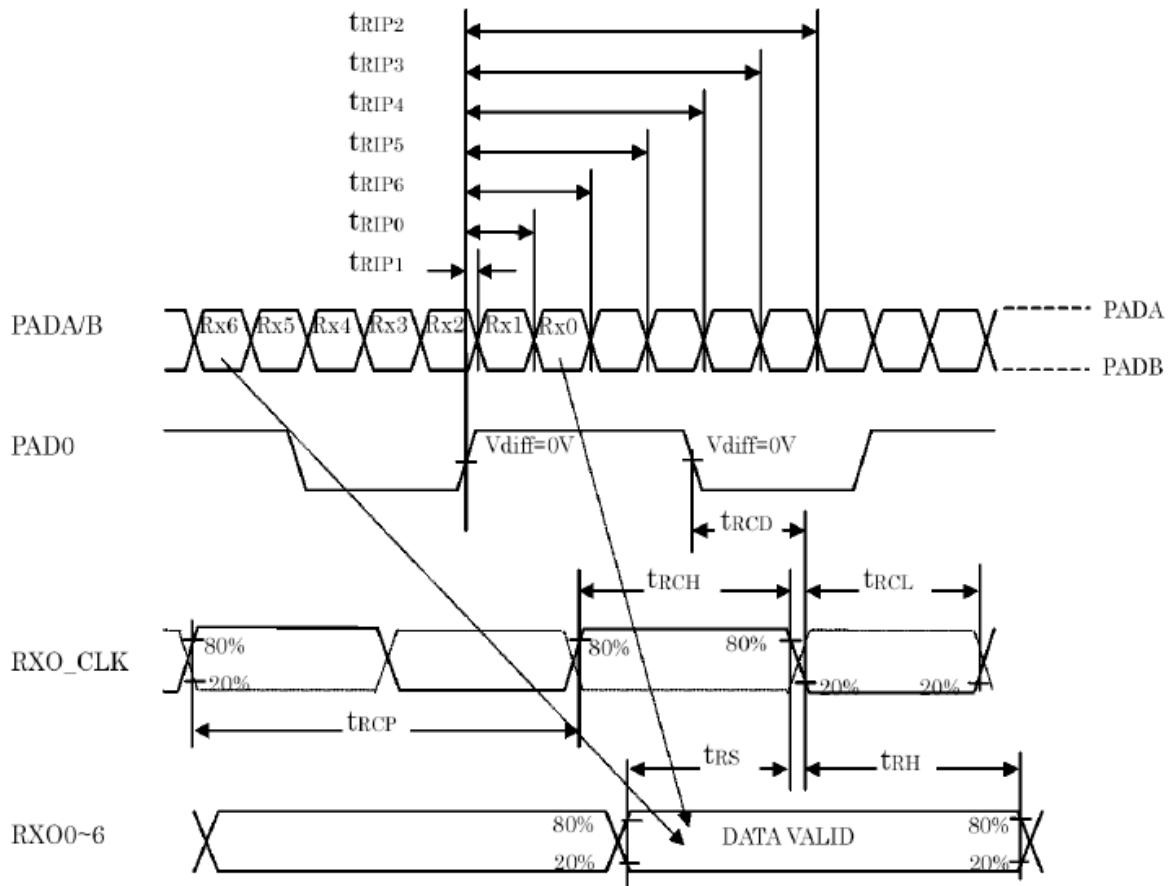 tRIP2
tRIP3
tRIP4
tRIP5
tRIP6
tRIP0
tRIP1
PADA/B
Rx6 Rx5 Rx4 Rx3 Rx2 Rx1 Rx0
PADA
PADB
PAD0
Vdiff=0V Vdiff=0V
tRCD
tRCH tRCL
RXO_CLK
80% 80% 80%
20% 20% 20%
tRCP
tRS tRH
RXO0~6
80% DATA VALID 80%
20% 20%